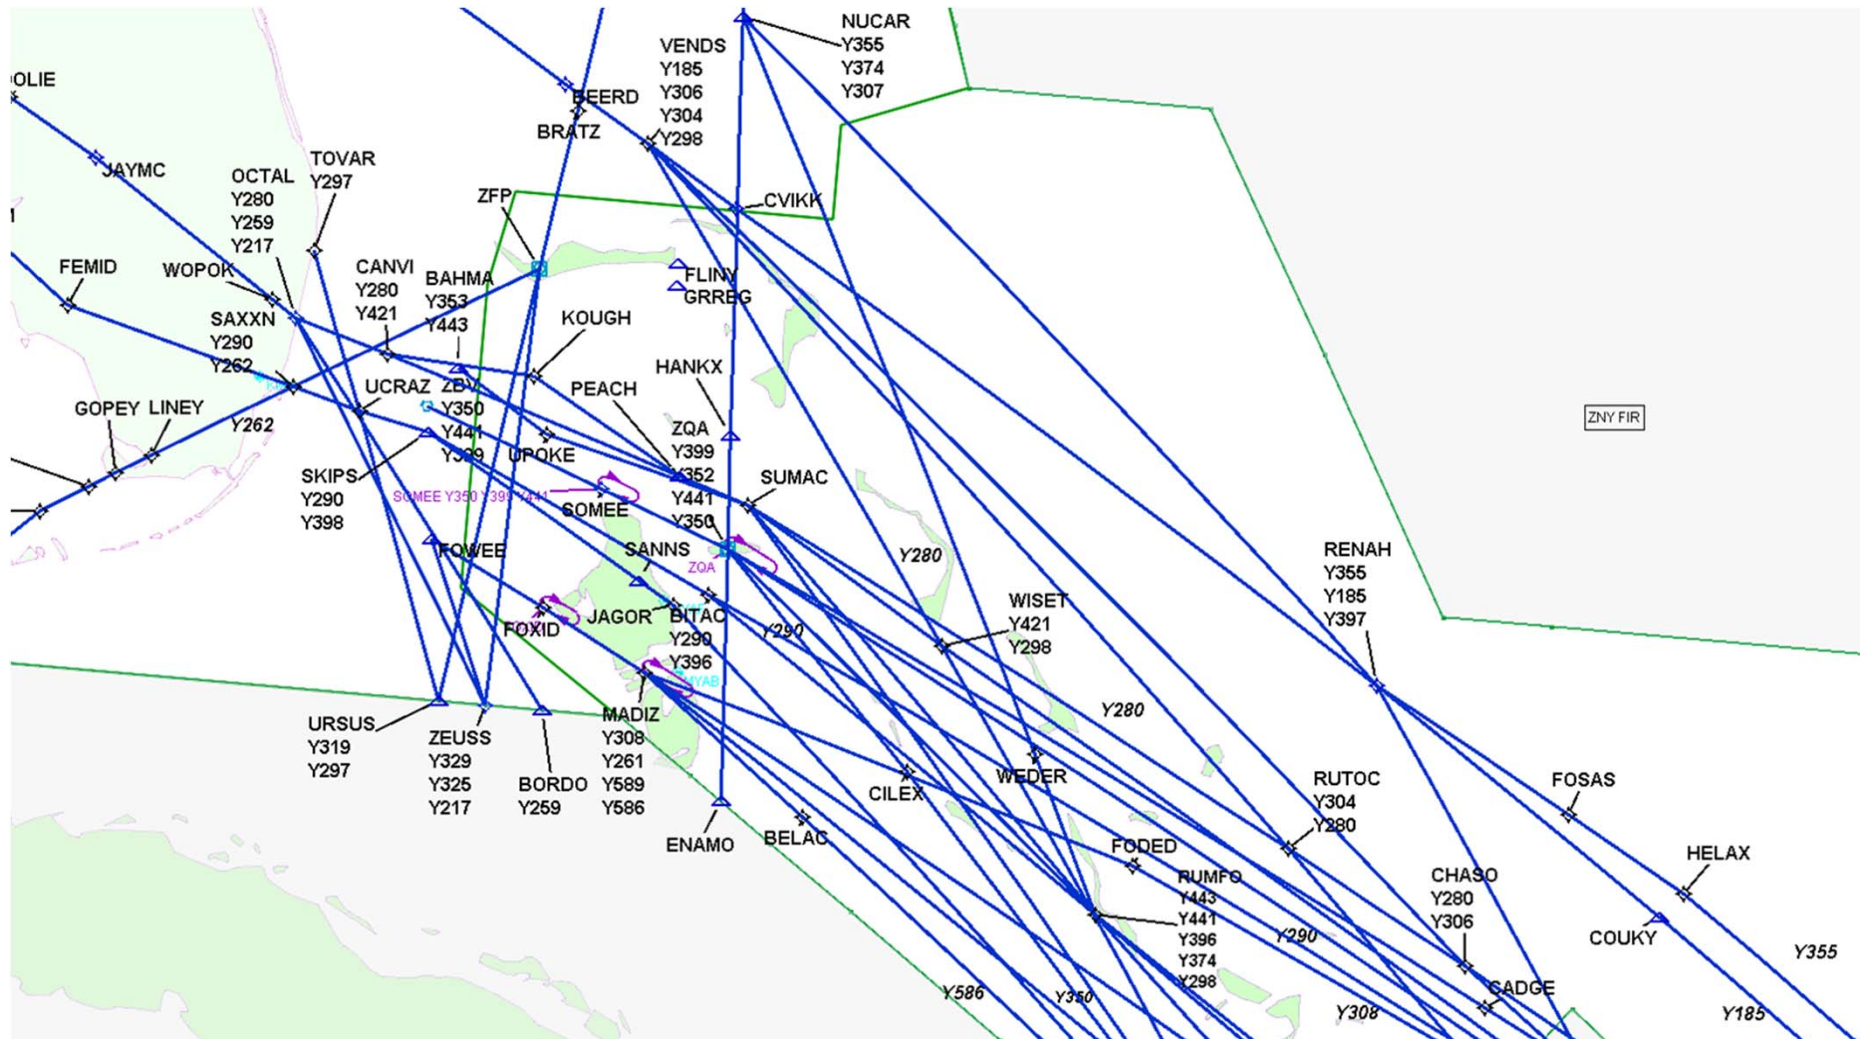 NUCAR
Y355
Y374
Y307
VENDS
Y185
Y306
Y304
Y298
OLIE
BEERD
BRATZ
JAYMC
TOVAR
Y297
OCTAL
Y280
Y259
Y217
ZFP
CVIKK
FEMID
WOPOK
CANVI
Y280
Y421
BAHMA
Y353
Y443
FLINY
GRREG
KOUGH
SAXXN
Y290
Y262
HANKX
PEACH
UCRAZ
ZBV
Y350
Y441
Y399
GOPEY
LINEY
Y262
UPOKE
ZQA
Y399
Y352
Y441
Y350
ZNY FIR
SKIPS
Y290
Y398
SOMEE Y350 Y399 Y441
SOMEE
SUMAC
FOWEE
SANNS
ZQA
Y280
RENAH
Y355
Y185
Y397
WISET
Y421
Y298
JAGOR
BITAC
Y290
Y396
FOXID
Y290
MYAB
Y280
URSUS
Y319
Y297
ZEUSS
Y329
Y325
Y217
BORDO
Y259
MADIZ
Y308
Y261
Y589
Y586
ENAMO
BELAC
CILEX
WEDER
RUTOC
Y304
Y280
FOSAS
FODED
HELAX
RUMFO
Y443
Y441
Y396
Y374
Y298
CHASO
Y280
Y306
Y290
COUKY
Y355
CADGE
Y586
Y350
Y308
Y185